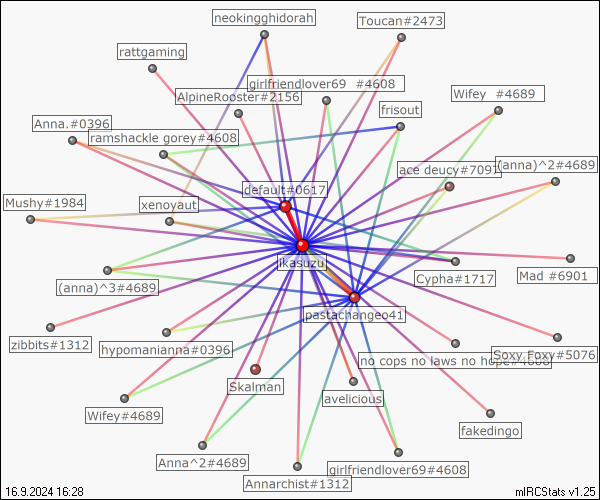 neokingghidorah
Toucan#2473
rattgaming
girlfriendlover69 #4608
AlpineRooster#2156
Wifey #4689
frisout
Anna.#0396
ramshackle gorey#4608
ace deucy#7097
(anna)^2#4689
default#0617
Mushy#1984
xenoyaut
ikasuzu
Cypha#1717
Mad #6901
(anna)^3#4689
pastachangeo41
zibbits#1312
hypomanianna#0396
no cops no laws no hope#4608
Soxy.Foxy#5076
Skalman
avelicious
Wifey#4689
fakedingo
Anna^2#4689
girlfriendlover69#4608
Annarchist#1312
16.9.2024 16:28
mIRCStats v1.25